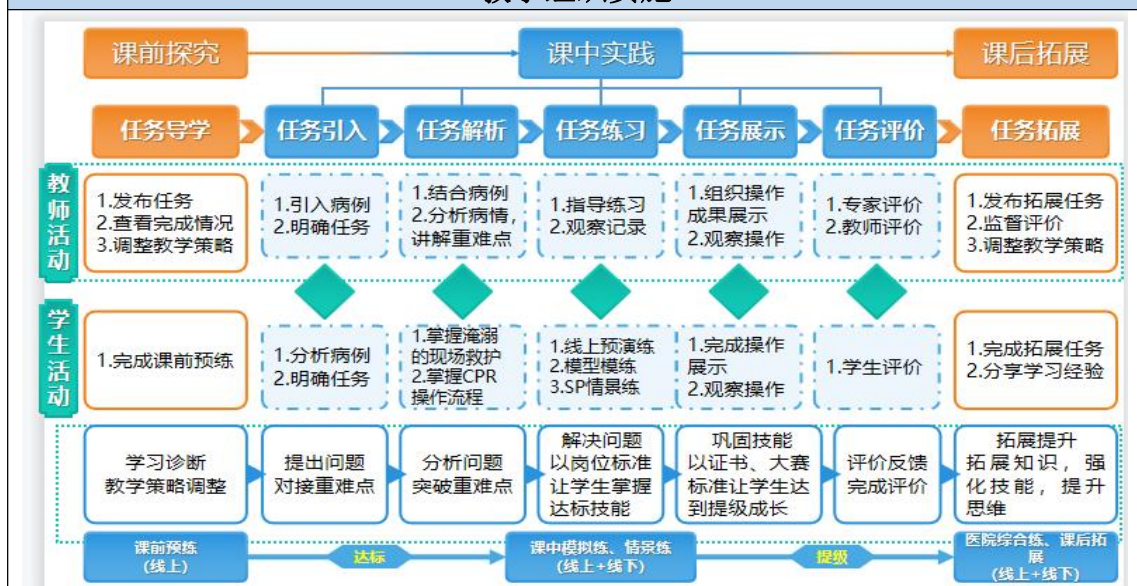 课前探究
课中实践
课后拓展
任务导学
任务引入
任务解析
任务练习
任务展示
任务评价
任务拓展
教师活动
1.发布任务
2.查看完成情况
3.调整教学策略
1.引入病例
2.明确任务
1.结合病例
2.分析病情，
讲解重难点
1.指导练习
2.观察记录
1.组织操作
成果展示
2.观察操作
1.专家评价
2.教师评价
1.发布拓展任务
2.监督评价
3.调整教学策略
学生活动
1.完成课前预练
1.分析病例
2.明确任务
1.掌握淹溺
的现场救护
2.掌握CPR
操作流程
1.线上预演练
2.模型模练
3.SP情景练
1.完成操作
展示
2.观察操作
1.学生评价
1.完成拓展任务
2.分享学习经验
学习诊断
教学策略调整
提出问题
对接重难点
分析问题
突破重难点
解决问题
以岗位标准
让学生掌握
达标技能
巩固技能
以证书、大赛
标准让学生达
到提级成长
评价反馈
完成评价
拓展提升
拓展知识，强
化技能，提升
思维
课前预练
(线上)
达标
课中模拟练、情景练
(线上+线下)
提级
医院综合练、课后拓
展
(线上+线下)